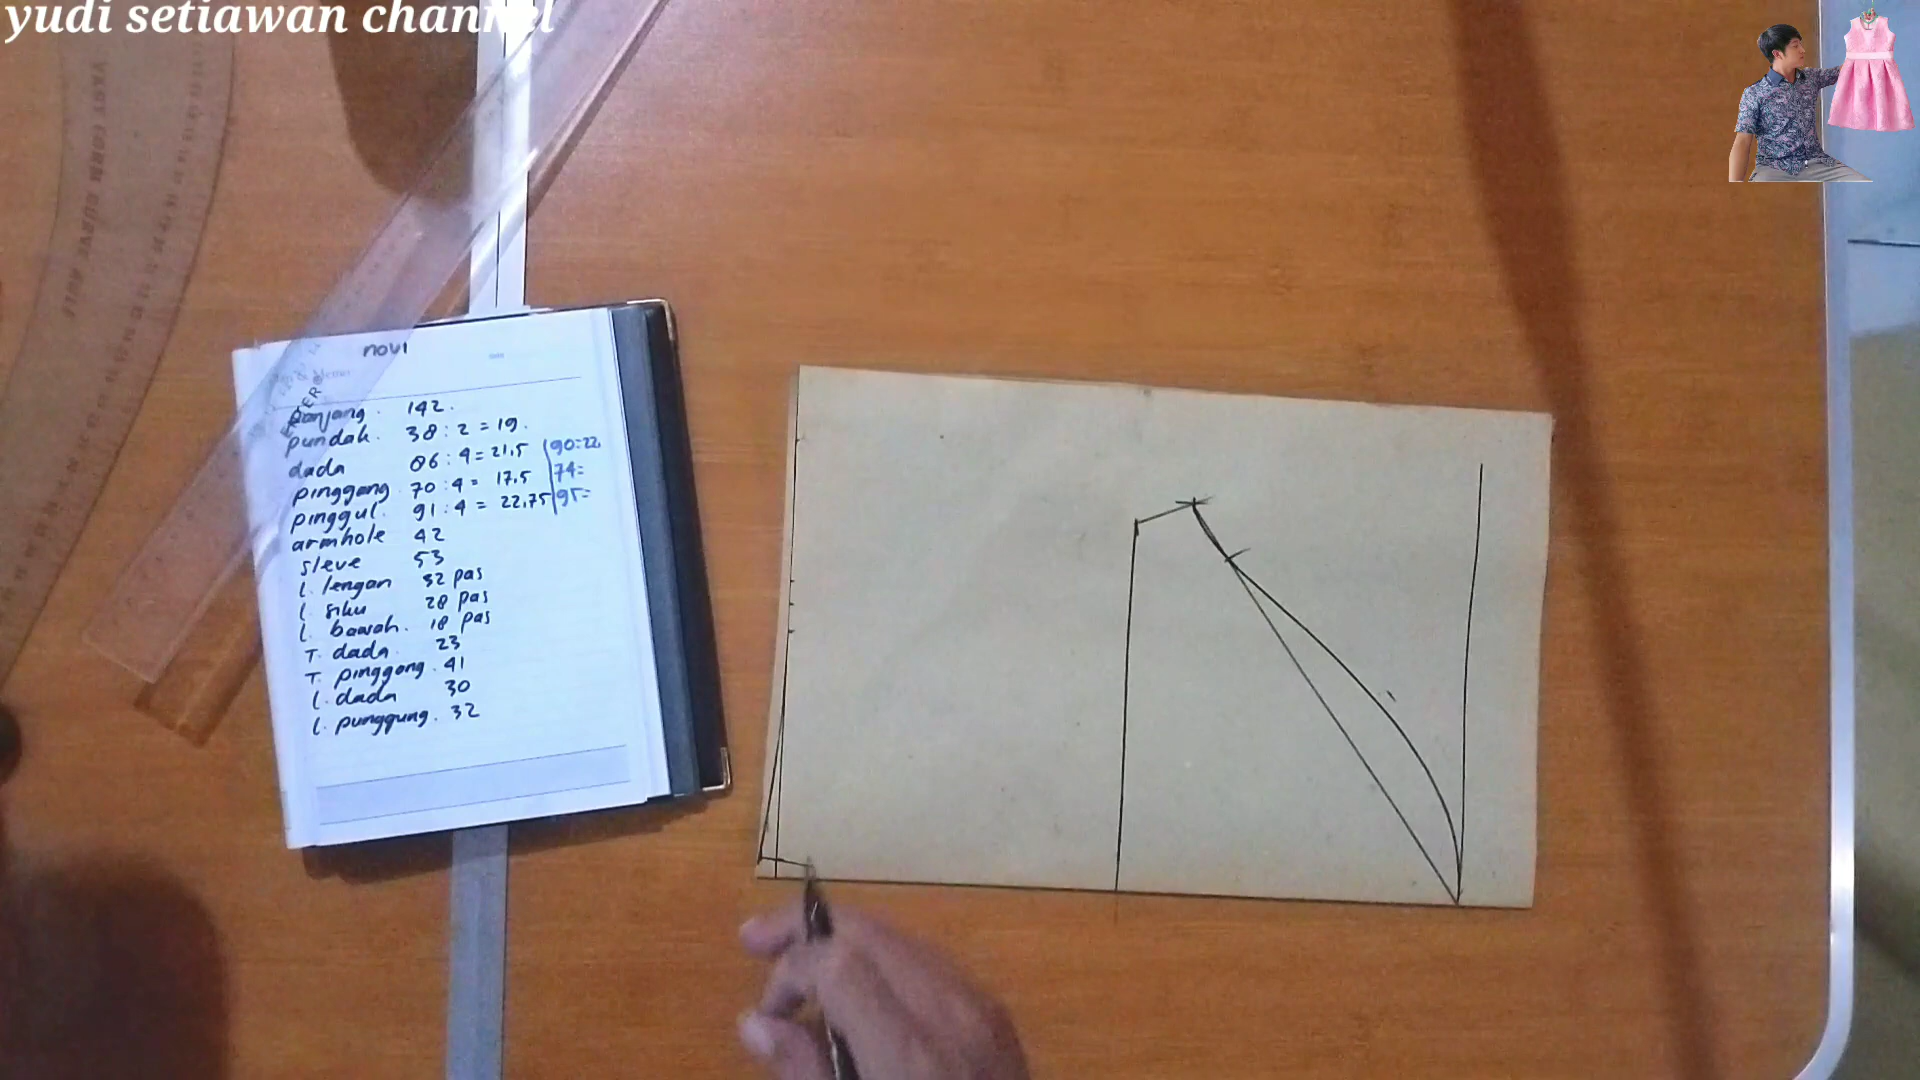 yudi setiawan channel
novi
panjang. 142.
pundak. 38 : 2 = 19.
dada 86 : 4 = 21,5 90=22
pinggang 70 : 4 = 17.5 74=
pinggul. 91 : 4 = 22,75 95=
armhole 42
sleve 53
l. lengan 32 pas
l. siku 28 pas
l. bawah. 18 pas
T. dada. 23
T. pinggang. 41
l. dada 30
l. punggung. 32